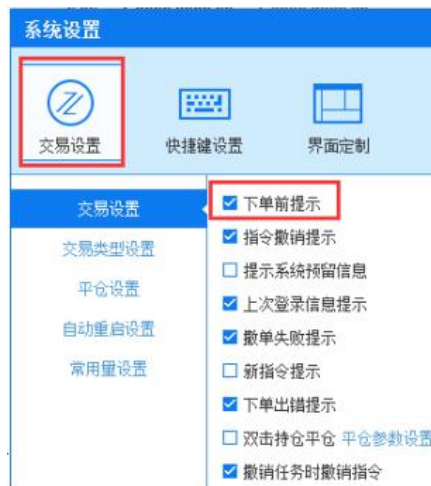 系统设置
交易设置
快捷键设置
界面定制
交易设置
交易类型设置
平仓设置
自动重启设置
常用量设置
下单前提示
指令撤销提示
提示系统预留信息
上次登录信息提示
撤单失败提示
新指令提示
下单出错提示
双击持仓平仓 平仓参数设置
撤销任务时撤销指令